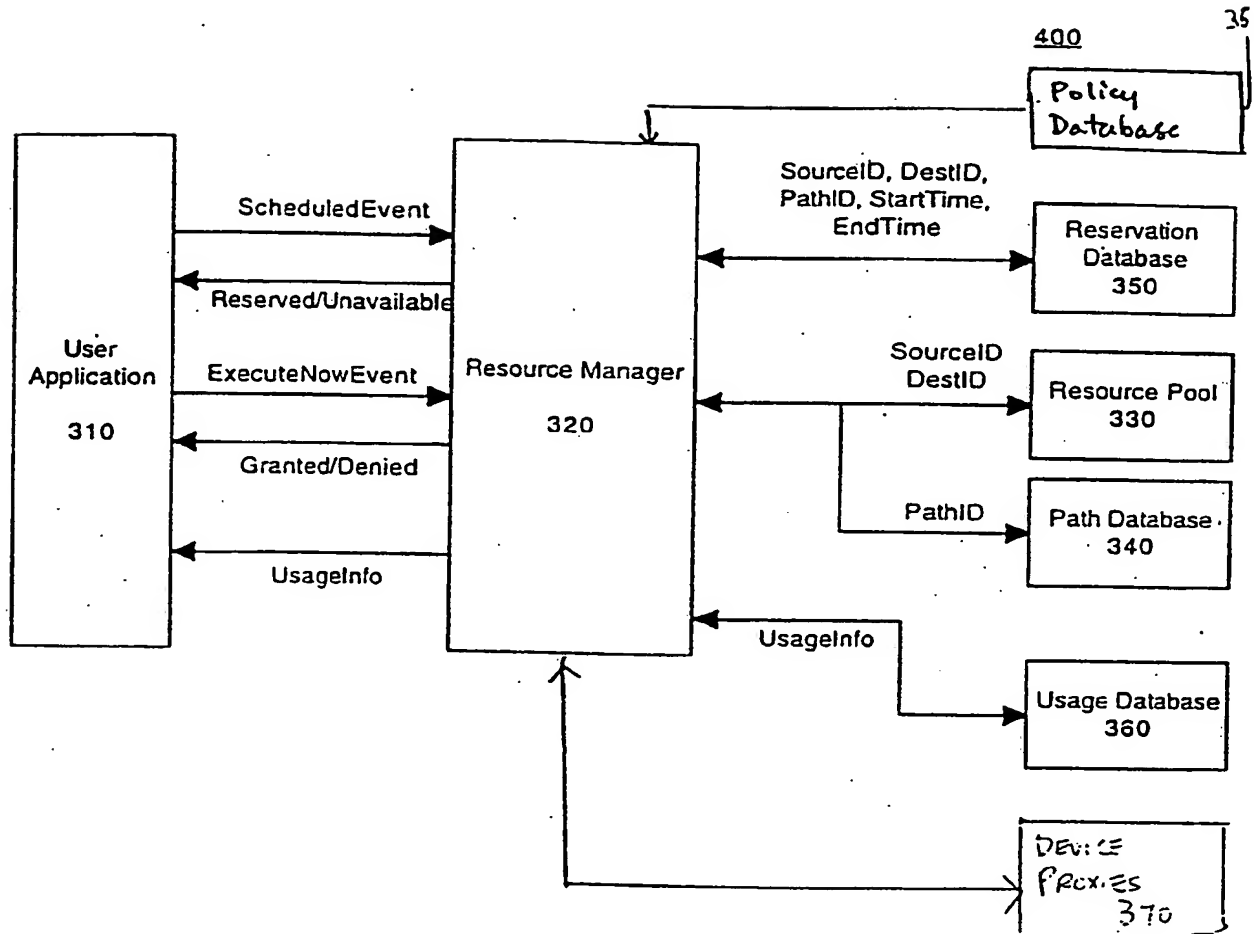 400
35
Policy
Database
SourceID, DestID,
PathID, StartTime,
EndTime
Reservation
Database
350
ScheduledEvent
Reserved/Unavailable
User
Application
310
ExecuteNowEvent
Granted/Denied
UsageInfo
Resource Manager
320
SourceID
DestID
Resource Pool
330
PathID
Path Database
340
UsageInfo
Usage Database
360
DEVICE
PROXIES
370